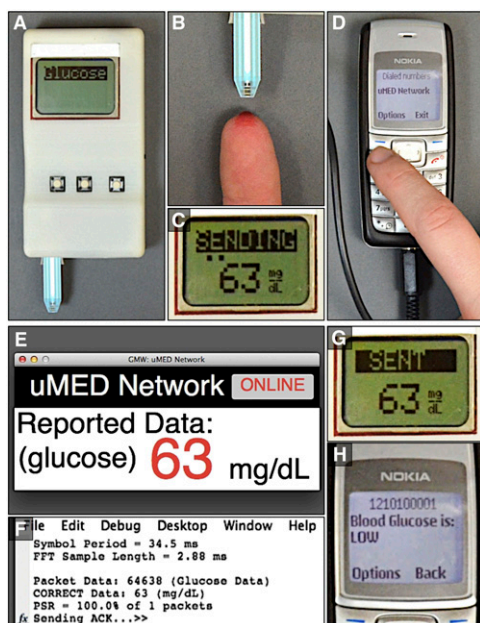 A
Glucose
B
C
SENDING
63 mg/dL
D
NOKIA
Dialed numbers
uMED Network
Options Exit
E
GMW: uMED Network
uMED Network ONLINE
Reported Data:
(glucose) 63 mg/dL
F
File Edit Debug Desktop Window Help
Symbol Period = 34.5 ms
FFT Sample Length = 2.88 ms
Packet Data: 64638 (Glucose Data)
CORRECT Data: 63 (mg/dL)
PSR = 100.0% of 1 packets
fx Sending ACK...>>
G
SENT
63 mg/dL
H
NOKIA
1210100001
Blood Glucose is:
LOW
Options Back